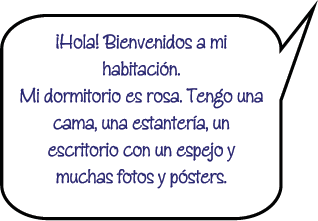 ¡Hola! Bienvenidos a mi
habitación.
Mi dormitorio es rosa. Tengo una
cama, una estantería, un
escritorio con un espejo y
muchas fotos y pósters.